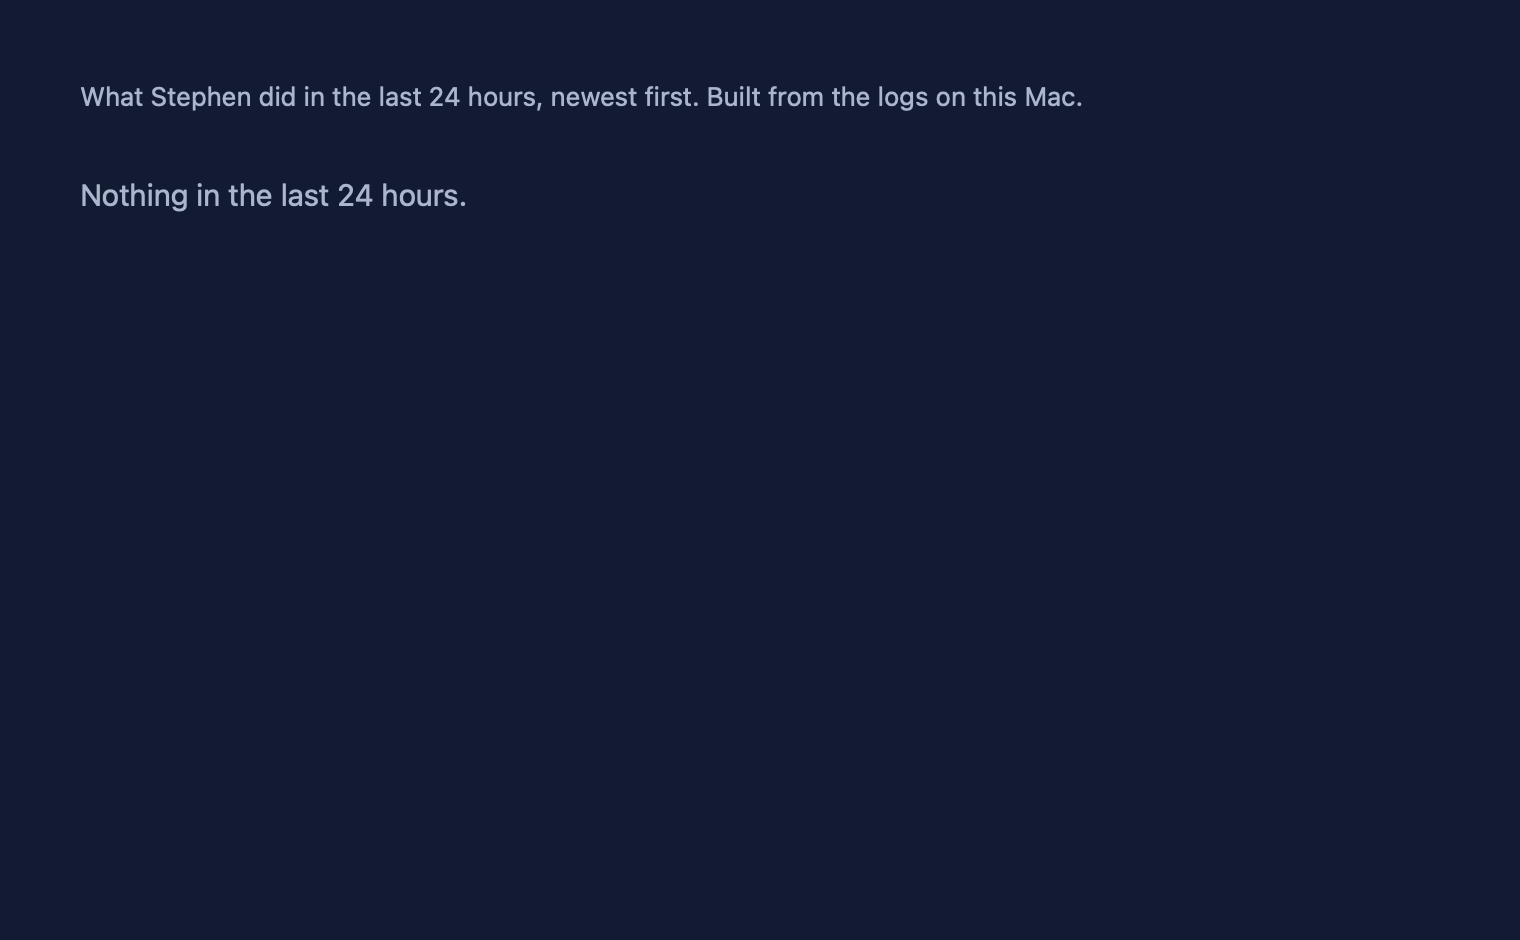 What Stephen did in the last 24 hours, newest first. Built from the logs on this Mac.
Nothing in the last 24 hours.